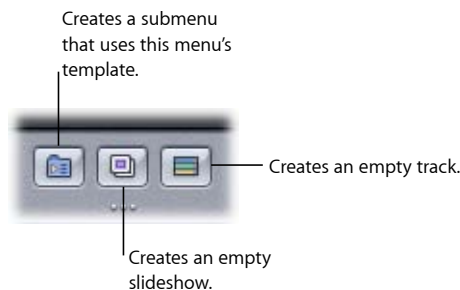 Creates a submenu
that uses this menu's
template.
Creates an empty track.
Creates an empty
slideshow.